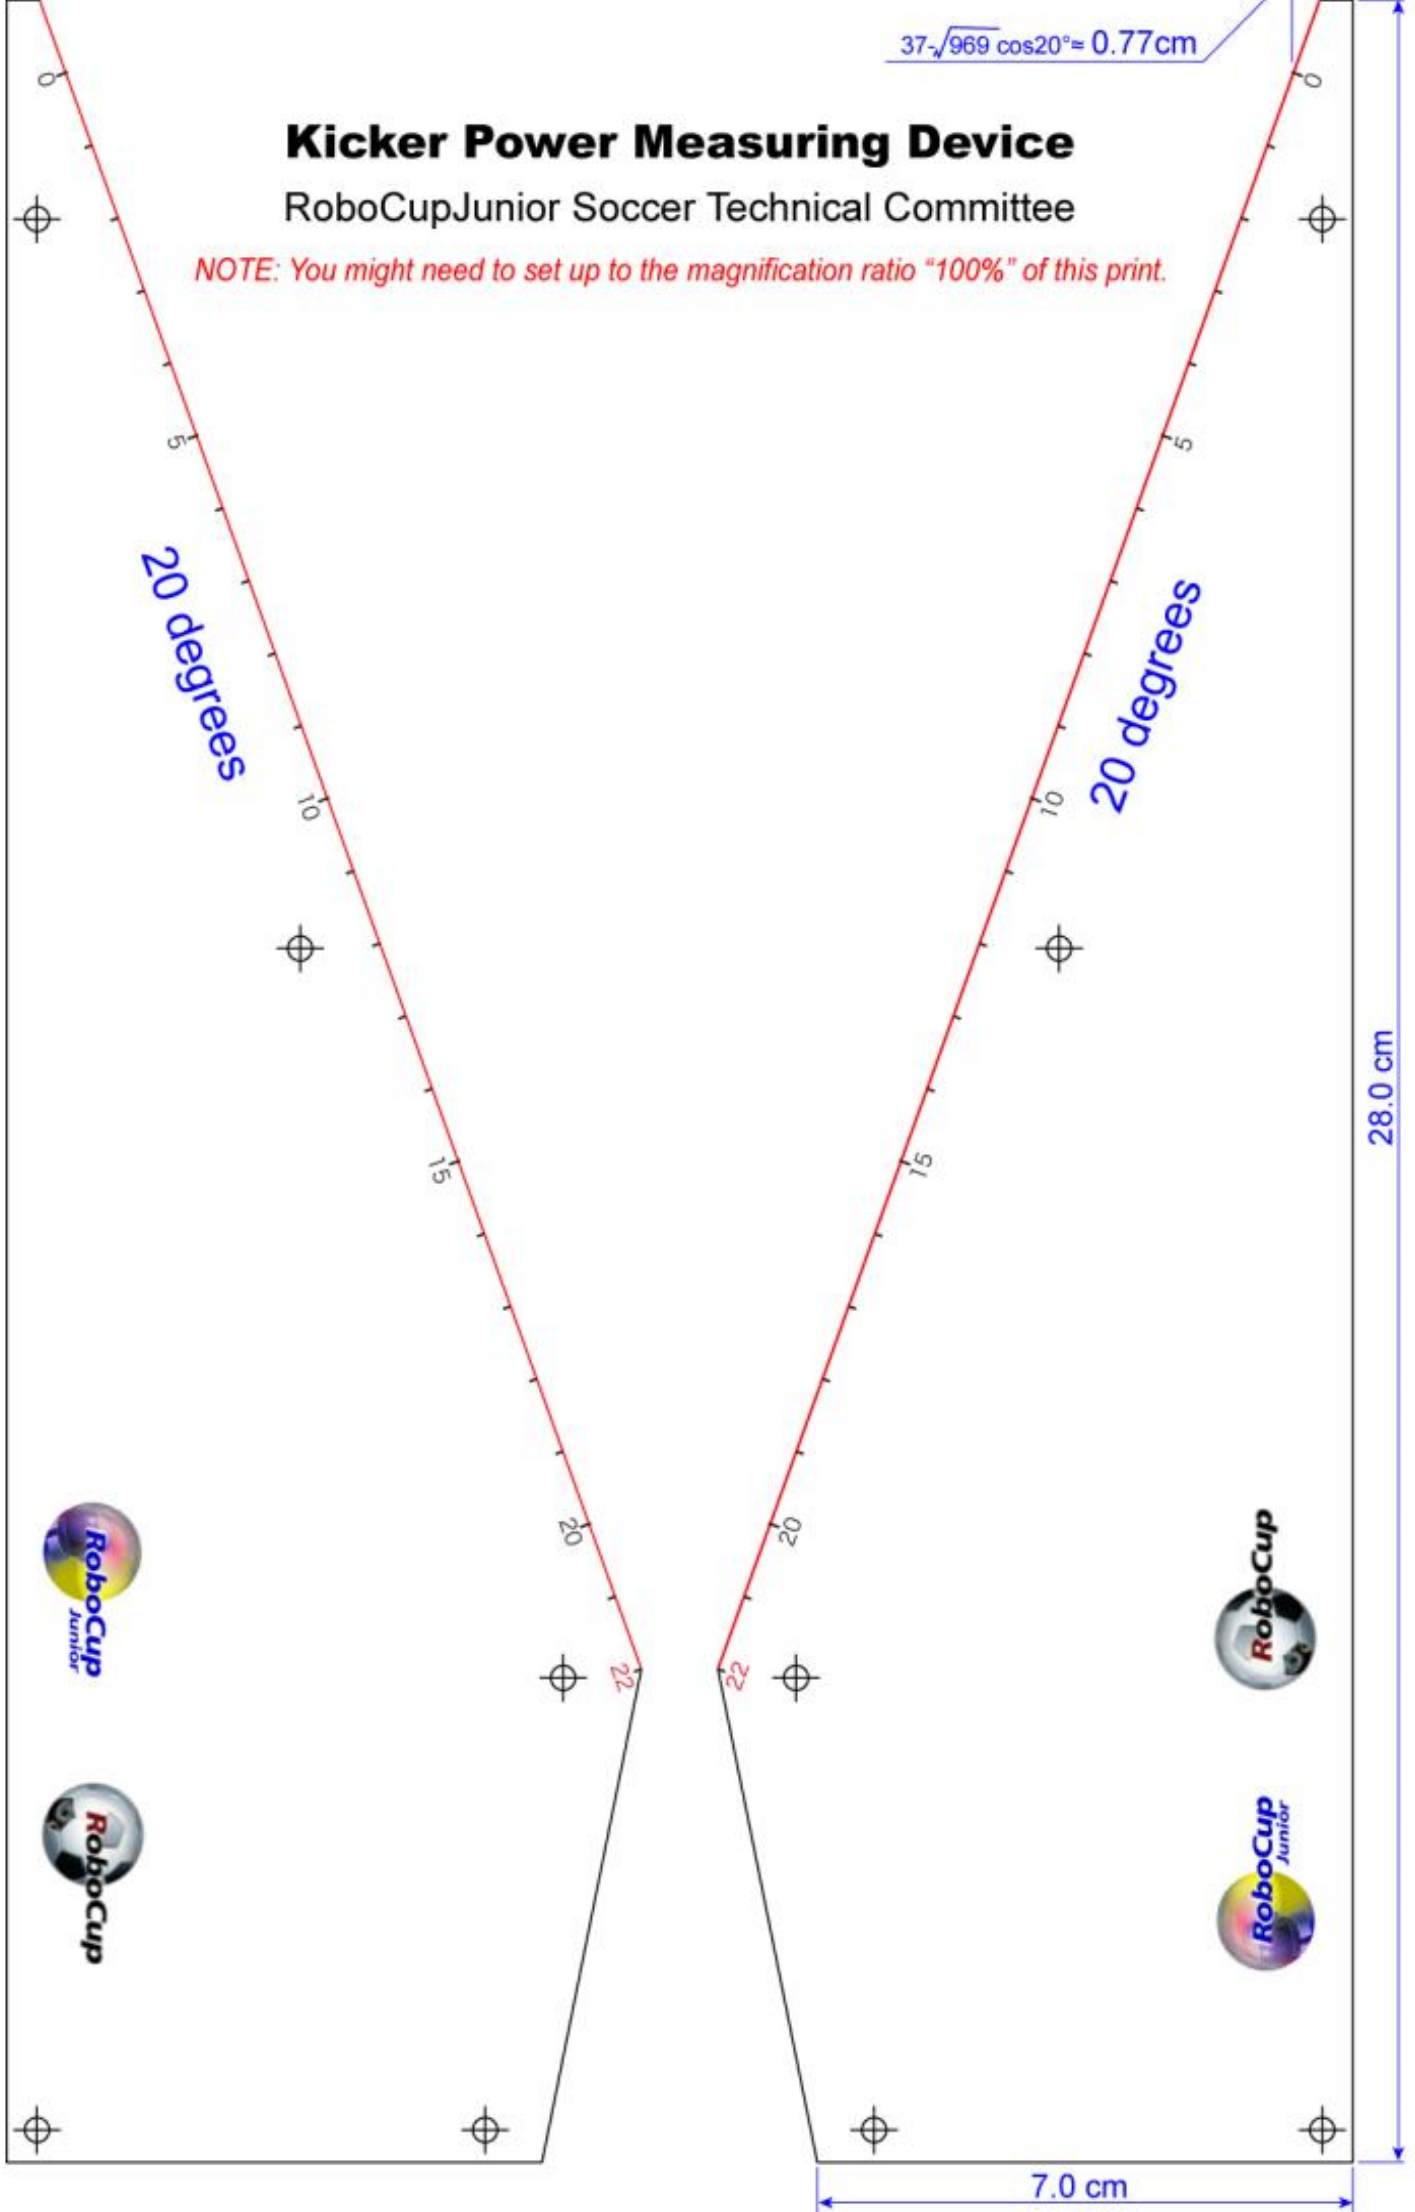 37-√969 cos20°≈ 0.77cm
0
0
Kicker Power Measuring Device
RoboCupJunior Soccer Technical Committee
NOTE: You might need to set up to the magnification ratio “100%” of this print.
5
5
20 degrees
20 degrees
10
10
28.0 cm
15
15
20
20
RoboCup
Junior
RoboCup
22
22
RoboCup
RoboCup
Junior
7.0 cm